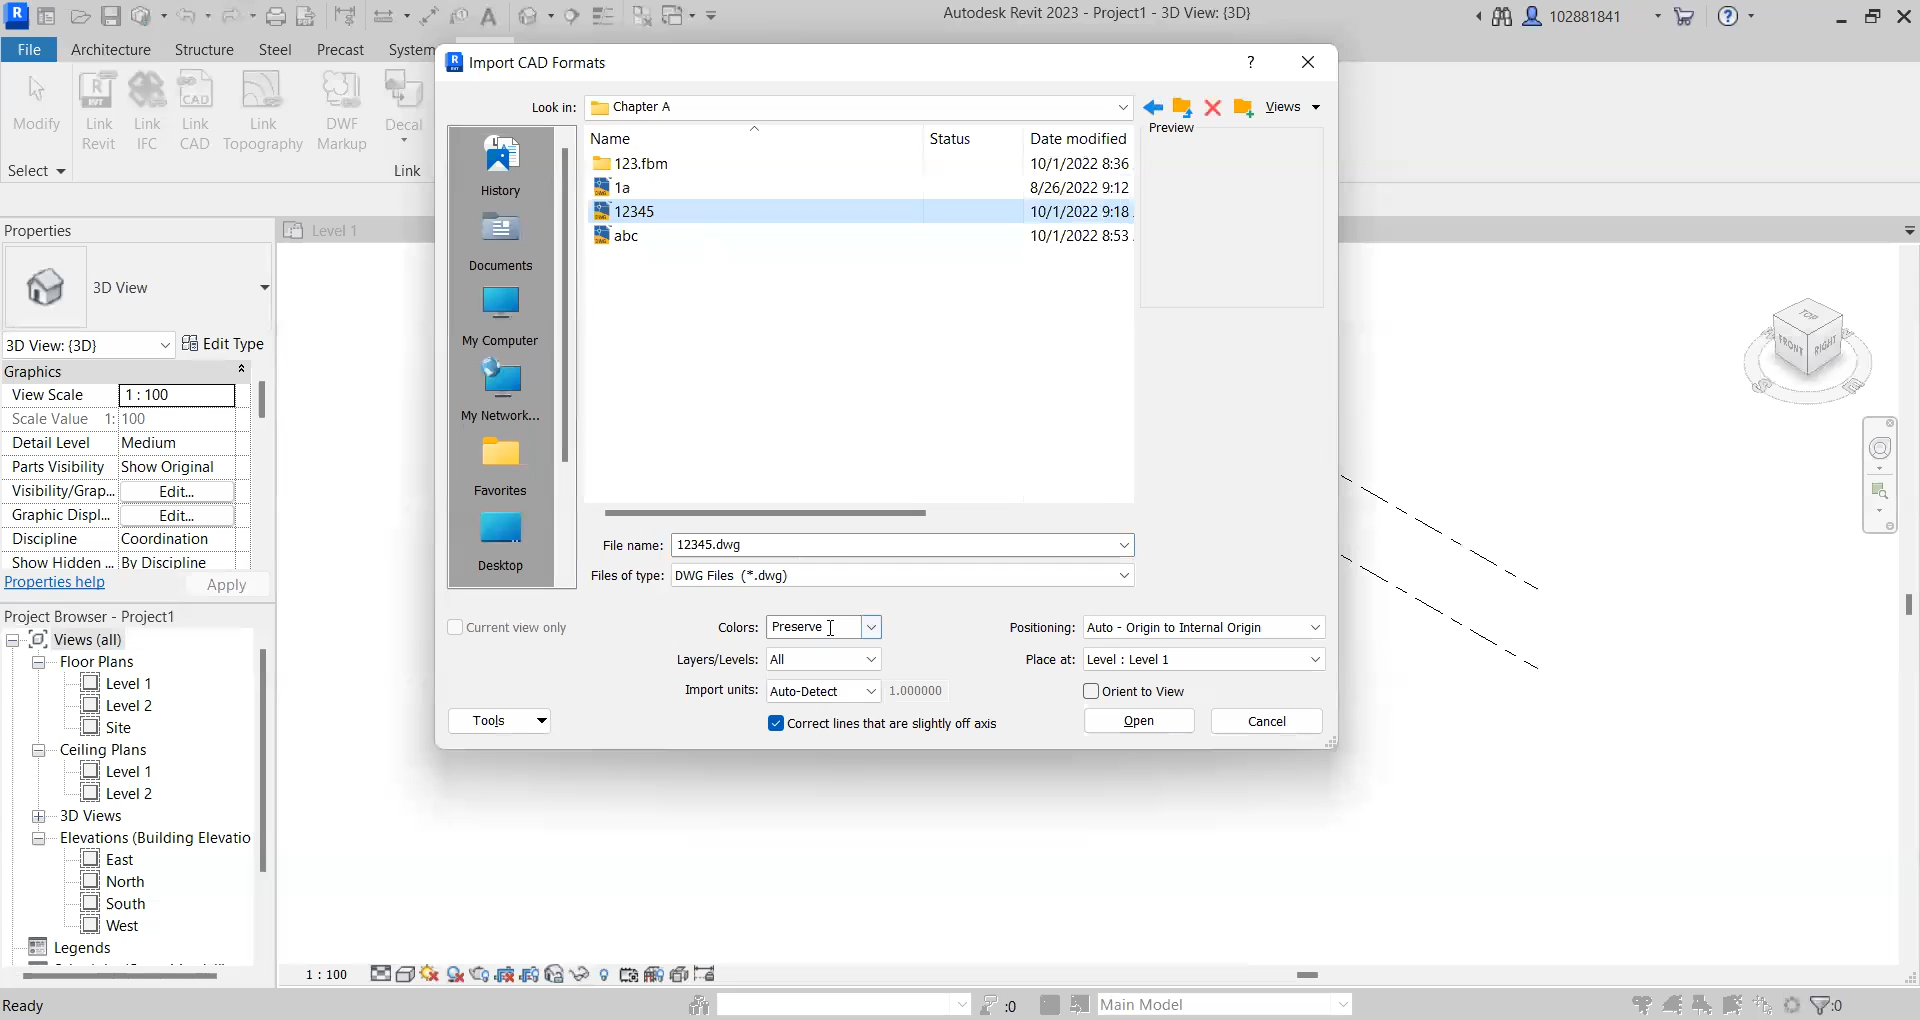 Autodesk Revit 2023 - Project1 - 3D View: {3D}
102881841
File Architecture Structure Steel Precast System
Modify
Link Revit
Link IFC
Link CAD
Link Topography
DWF Markup
Decal
Select
Link
Properties
3D View
3D View: {3D}
Edit Type
Graphics
View Scale 1 : 100
Scale Value 1: 100
Detail Level Medium
Parts Visibility Show Original
Visibility/Grap... Edit...
Graphic Displ... Edit...
Discipline Coordination
Show Hidden ... By Discipline
Properties help
Apply
Project Browser - Project1
Views (all)
Floor Plans
Level 1
Level 2
Site
Ceiling Plans
Level 1
Level 2
3D Views
Elevations (Building Elevatio
East
North
South
West
Legends
Level 1
Import CAD Formats
Look in: Chapter A
Views
Preview
History
Documents
My Computer
My Network...
Favorites
Desktop
Name Status Date modified
123.fbm 10/1/2022 8:36
1a 8/26/2022 9:12
12345 10/1/2022 9:18
abc 10/1/2022 8:53
File name: 12345.dwg
Files of type: DWG Files (*.dwg)
Current view only
Colors: Preserve
Positioning: Auto - Origin to Internal Origin
Layers/Levels: All
Place at: Level : Level 1
Import units: Auto-Detect 1.000000
Orient to View
Correct lines that are slightly off axis
Tools
Open
Cancel
TOP
FRONT
RIGHT
S
E
1 : 100
Ready
:0
Main Model
:0